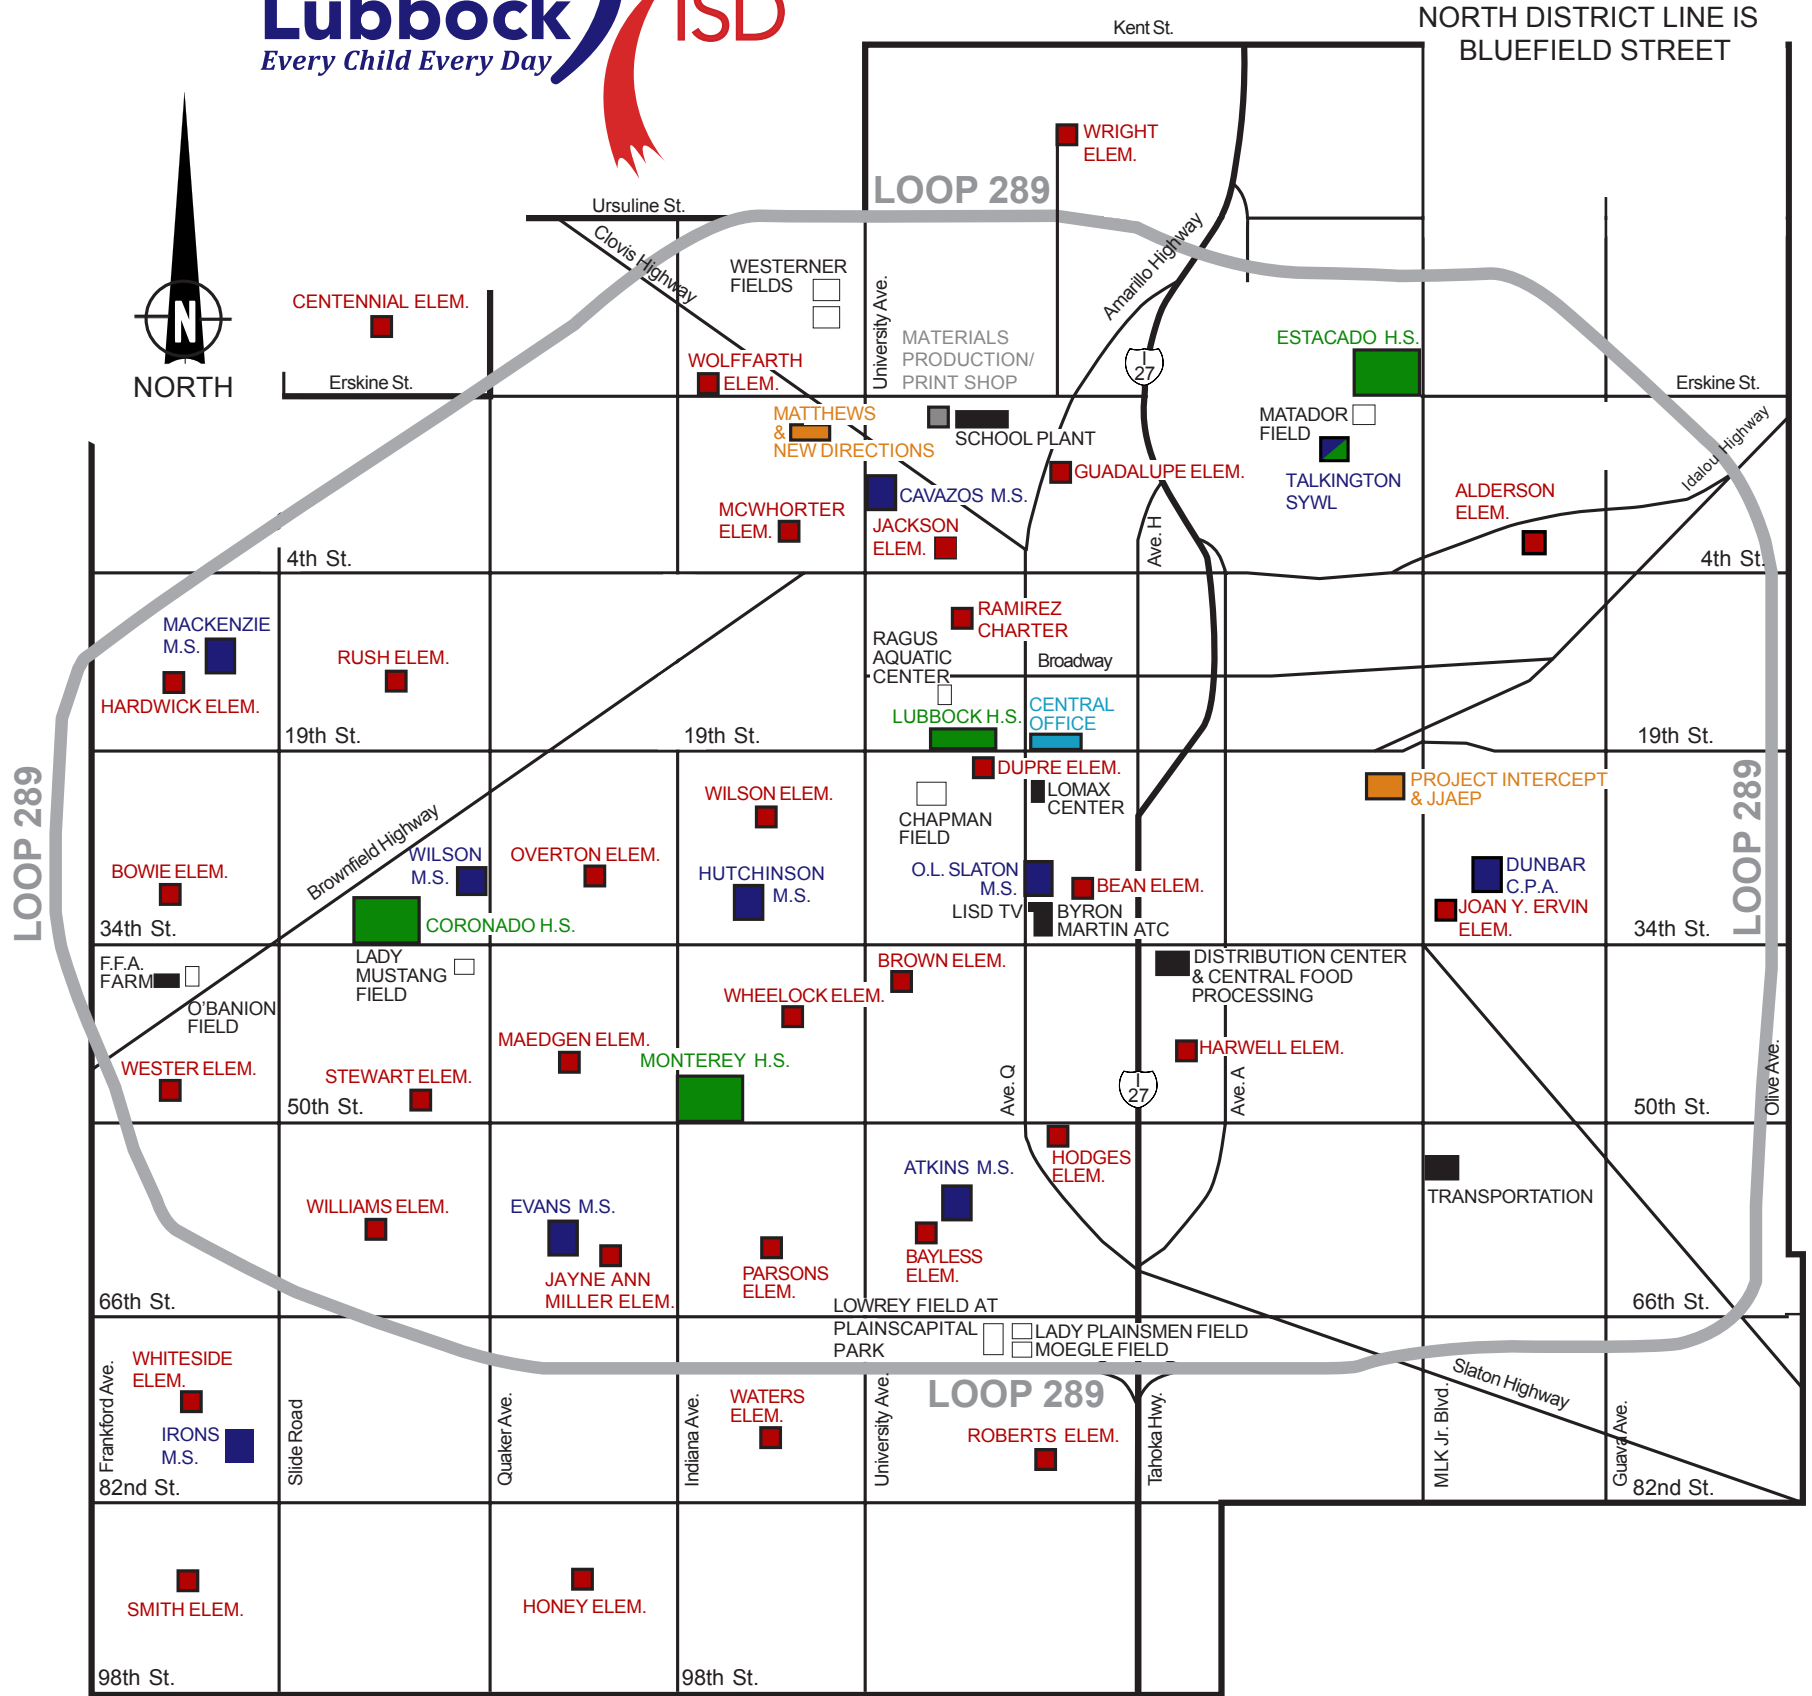 Lubbock ISD
Every Child Every Day
NORTH DISTRICT LINE IS
BLUEFIELD STREET
Kent St.
WRIGHT
ELEM.
LOOP 289
Ursuline St.
Clovis Highway
Amarillo Highway
WESTERNER
FIELDS
University Ave.
N
NORTH
CENTENNIAL ELEM.
Erskine St.
WOLFFARTH
ELEM.
MATERIALS
PRODUCTION/
PRINT SHOP
I
27
ESTACADO H.S.
Erskine St.
MATTHEWS
&
NEW DIRECTIONS
SCHOOL PLANT
MATADOR
FIELD
Idalou Highway
GUADALUPE ELEM.
TALKINGTON
SYWL
ALDERSON
ELEM.
CAVAZOS M.S.
MCWHORTER
ELEM.
JACKSON
ELEM.
Ave. H
4th St.
4th St.
MACKENZIE
M.S.
HARDWICK ELEM.
RUSH ELEM.
RAMIREZ
CHARTER
RAGUS
AQUATIC
CENTER
Broadway
LUBBOCK H.S.
CENTRAL
OFFICE
19th St.
19th St.
19th St.
LOOP 289
LOOP 289
DUPRE ELEM.
LOMAX
CENTER
PROJECT INTERCEPT
& JJAEP
WILSON ELEM.
CHAPMAN
FIELD
Brownfield Highway
BOWIE ELEM.
WILSON
M.S.
OVERTON ELEM.
HUTCHINSON
M.S.
O.L. SLATON
M.S.
BEAN ELEM.
DUNBAR
C.P.A.
JOAN Y. ERVIN
ELEM.
LISD TV
BYRON
MARTIN ATC
CORONADO H.S.
34th St.
34th St.
F.F.A.
FARM
O'BANION
FIELD
LADY
MUSTANG
FIELD
BROWN ELEM.
WHEELOCK ELEM.
DISTRIBUTION CENTER
& CENTRAL FOOD
PROCESSING
MAEDGEN ELEM.
MONTEREY H.S.
HARWELL ELEM.
WESTER ELEM.
STEWART ELEM.
Ave. Q
I
27
Ave. A
Olive Ave.
50th St.
50th St.
HODGES
ELEM.
ATKINS M.S.
TRANSPORTATION
WILLIAMS ELEM.
EVANS M.S.
JAYNE ANN
MILLER ELEM.
PARSONS
ELEM.
BAYLESS
ELEM.
66th St.
66th St.
LOWREY FIELD AT
PLAINSCAPITAL
PARK
LADY PLAINSMEN FIELD
MOEGLE FIELD
WHITESIDE
ELEM.
IRONS
M.S.
WATERS
ELEM.
LOOP 289
ROBERTS ELEM.
Slaton Highway
Frankford Ave.
Slide Road
Quaker Ave.
Indiana Ave.
University Ave.
Tahoka Hwy.
MLK Jr. Blvd.
Guava Ave.
82nd St.
82nd St.
SMITH ELEM.
HONEY ELEM.
98th St.
98th St.